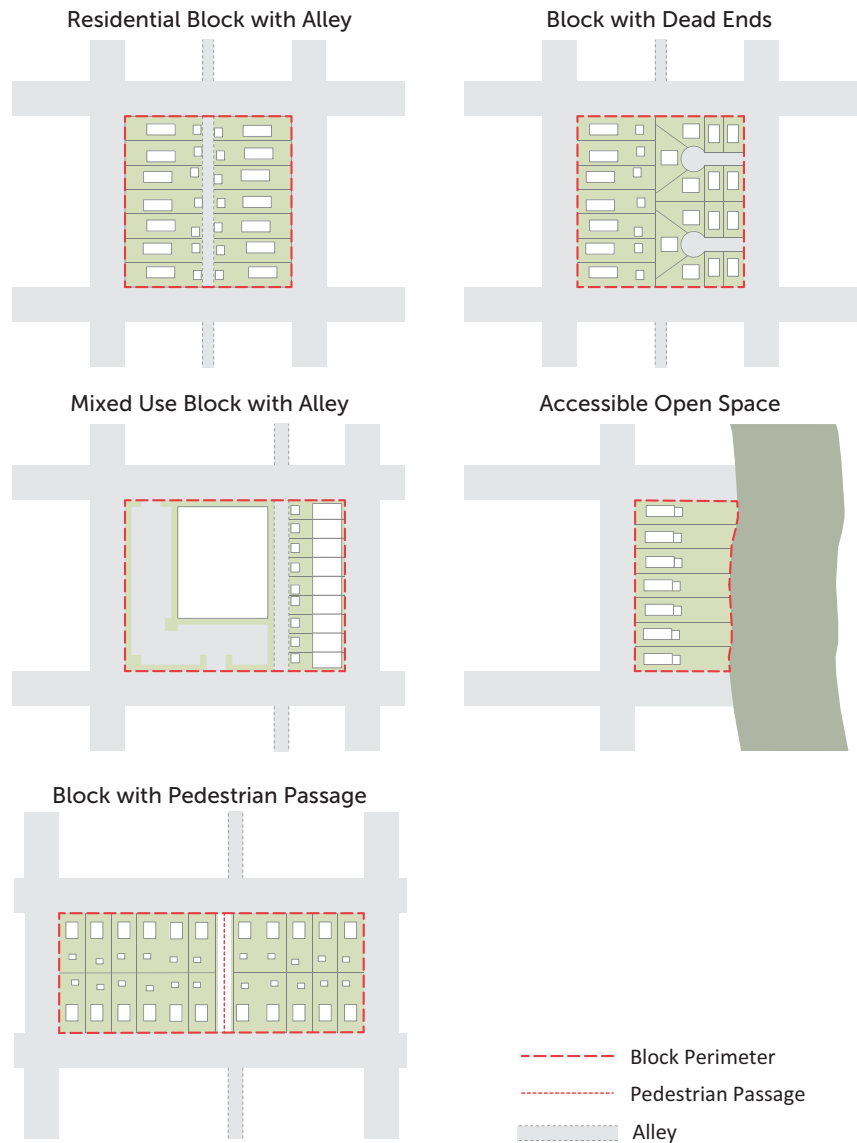 Residential Block with Alley
Block with Dead Ends
Mixed Use Block with Alley
Accessible Open Space
Block with Pedestrian Passage
Block Perimeter
Pedestrian Passage
Alley